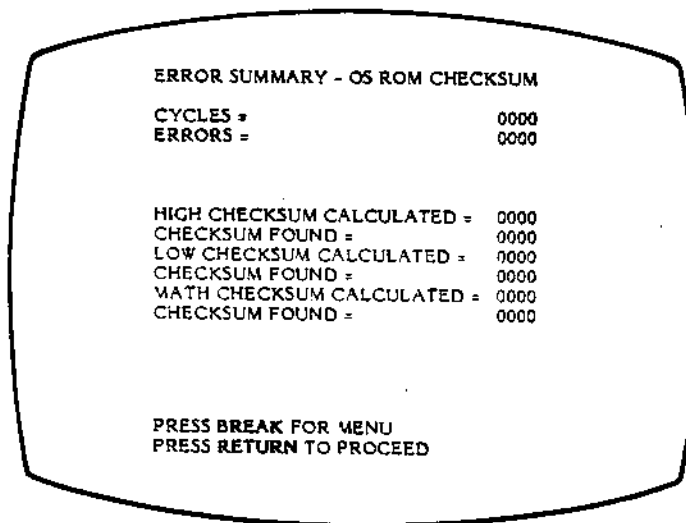 ERROR SUMMARY - OS ROM CHECKSUM
CYCLES = 0000
ERRORS = 0000
HIGH CHECKSUM CALCULATED = 0000
CHECKSUM FOUND = 0000
LOW CHECKSUM CALCULATED = 0000
CHECKSUM FOUND = 0000
MATH CHECKSUM CALCULATED = 0000
CHECKSUM FOUND = 0000
PRESS BREAK FOR MENU
PRESS RETURN TO PROCEED